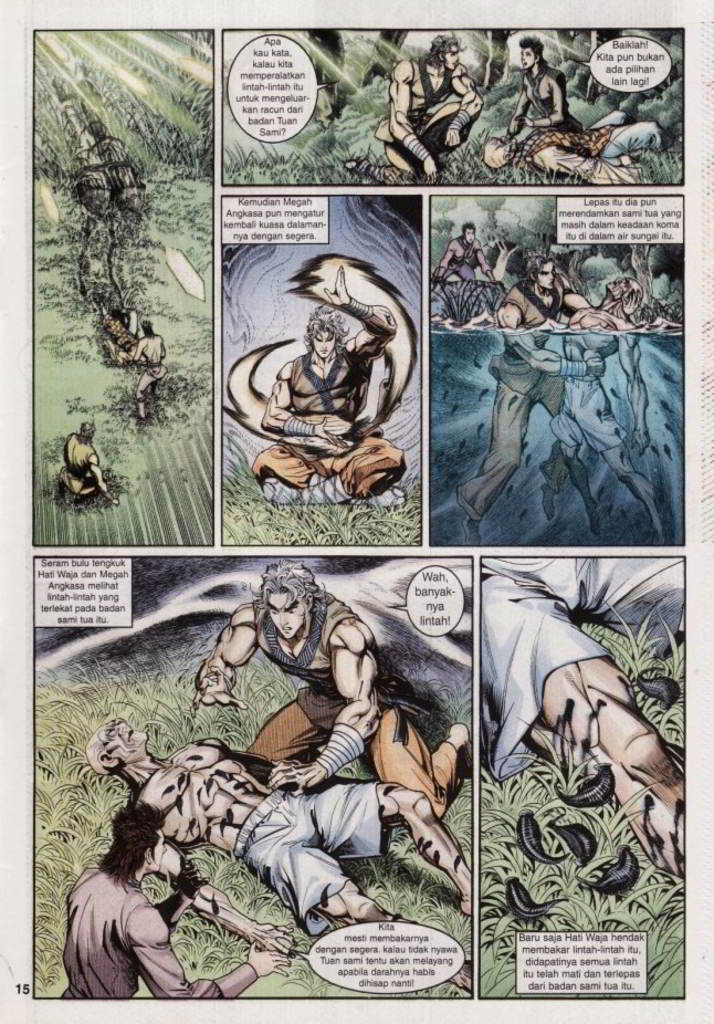 Apa
kau kata,
kalau kita
memperalatkan
lintah-lintah itu
untuk mengeluar-
kan racun dari
badan Tuan
Sami?
Baiklah!
Kita pun bukan
ada pilihan
lain lagi!
Kemudian Megah
Angkasa pun mengatur
kembali kuasa dalaman-
nya dengan segera.
Lepas itu dia pun
merendamkan sami tua yang
masih dalam keadaan koma
itu di dalam air sungai itu.
Seram bulu tengkuk
Hati Waja dan Megah
Angkasa melihat
lintah-lintah yang
terlekat pada badan
sami tua itu.
Wah,
banyak-
nya
lintah!
Kita
mesti membakarnya
dengan segera. kalau tidak nyawa
Tuan sami tentu akan melayang
apabila darahnya habis
dihisap nanti!
Baru saja Hati Waja hendak
membakar lintah-lintah itu,
didapatinya semua lintah
itu telah mati dan terlepas
dari badan sami tua itu.
15